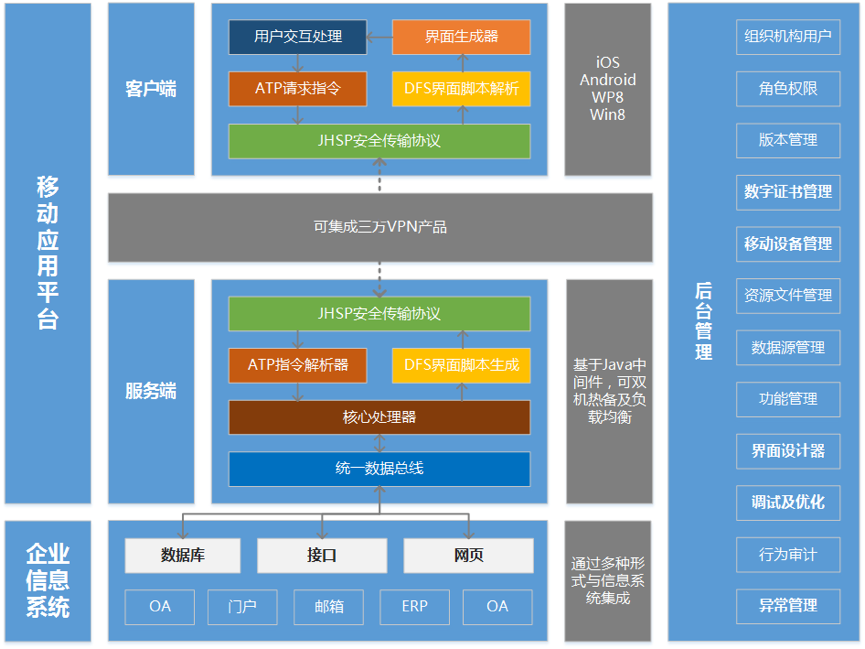 移动应用平台
客户端
用户交互处理
界面生成器
ATP请求指令
DFS界面脚本解析
JHSP安全传输协议
iOS
Android
WP8
Win8
可集成三万VPN产品
服务端
JHSP安全传输协议
ATP指令解析器
DFS界面脚本生成
核心处理器
统一数据总线
基于Java中
间件，可双
机热备及负
载均衡
企业
信息
系统
数据库
接口
网页
OA
门户
邮箱
ERP
OA
通过多种形
式与信息系
统集成
后台管理
组织机构用户
角色权限
版本管理
数字证书管理
移动设备管理
资源文件管理
数据源管理
功能管理
界面设计器
调试及优化
行为审计
异常管理